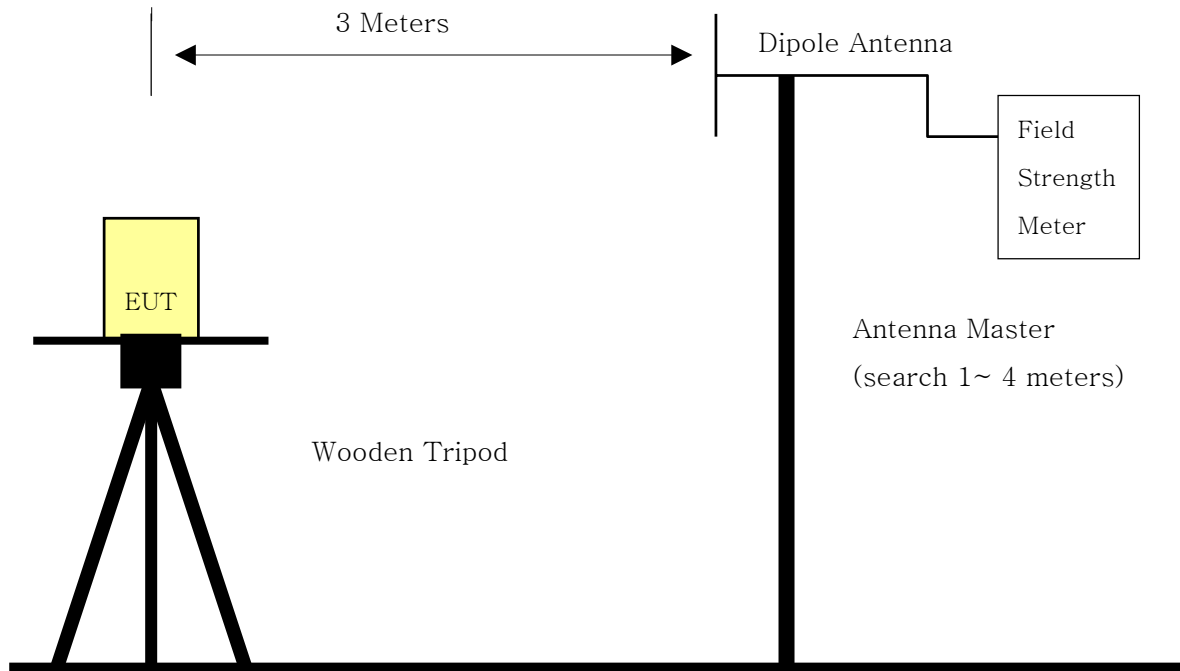 3 Meters
Dipole Antenna
Field
Strength
Meter
EUT
Antenna Master
(search 1~ 4 meters)
Wooden Tripod